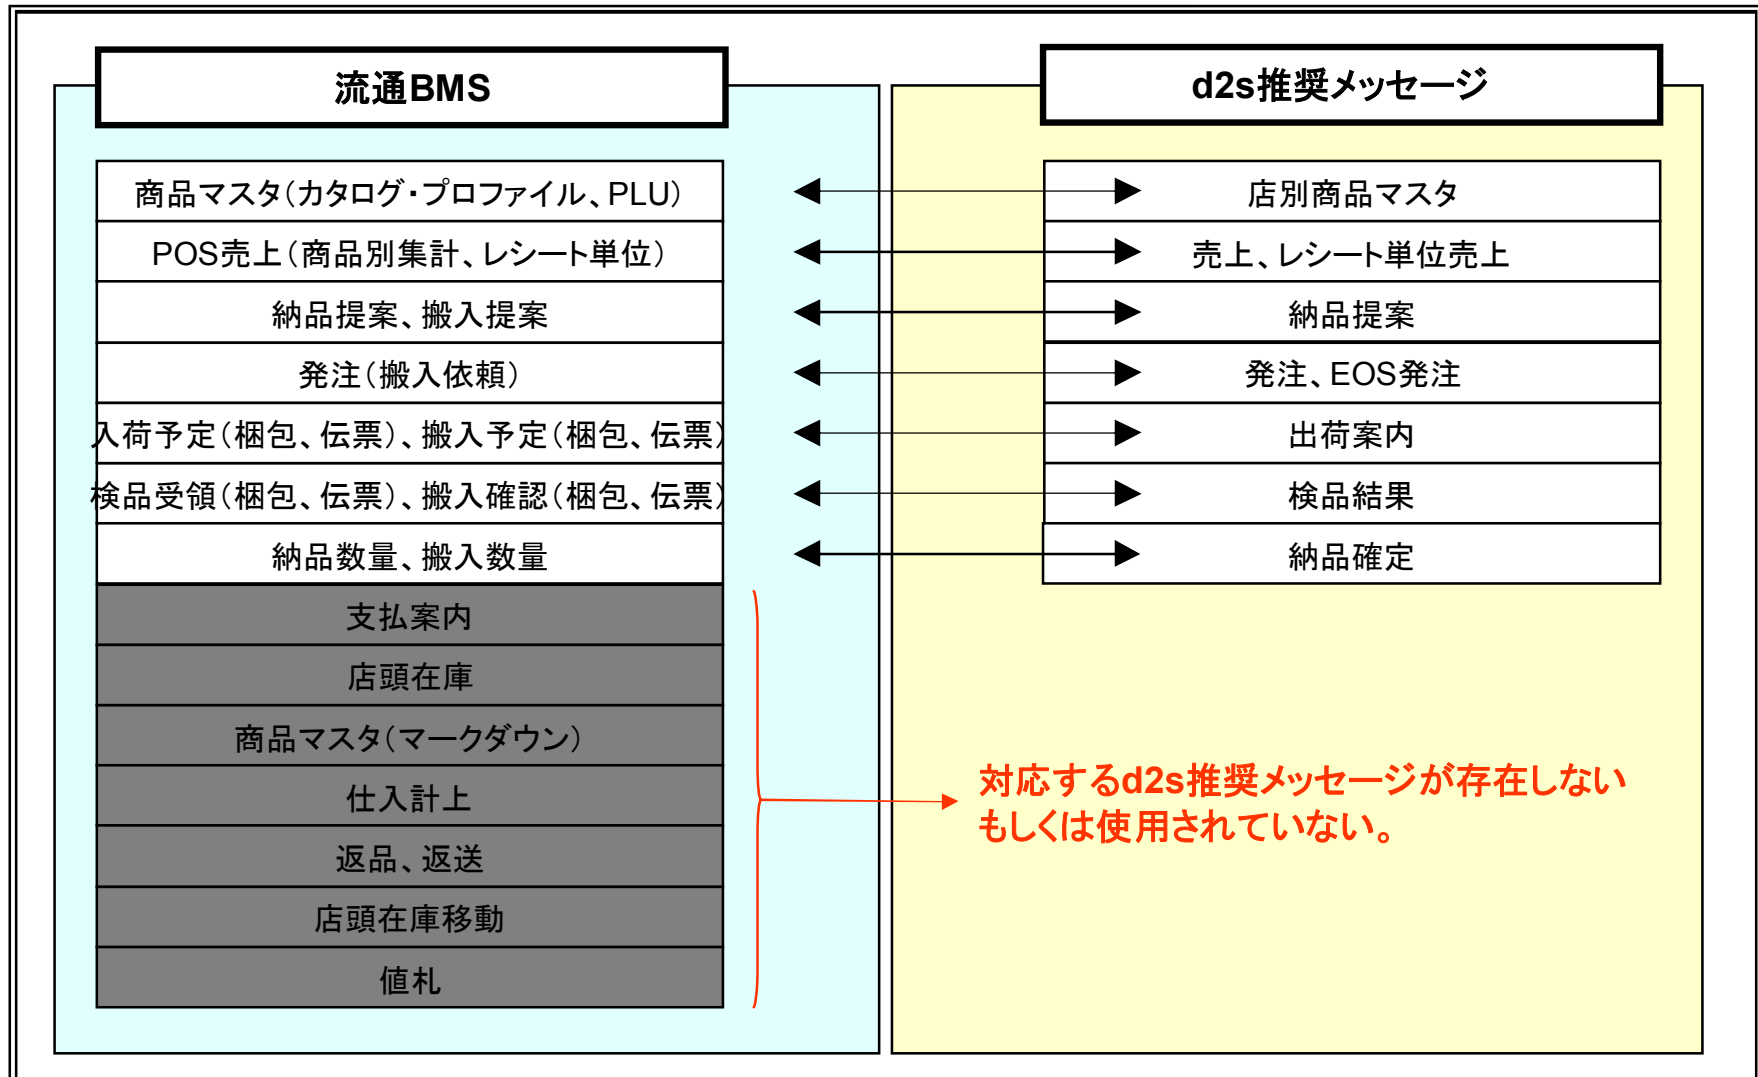 流通BMS
d2s推奨メッセージ
商品マスタ（カタログ・プロファイル、PLU）
店別商品マスタ
POS売上（商品別集計、レシート単位）
売上、レシート単位売上
納品提案、搬入提案
納品提案
発注（搬入依頼）
発注、EOS発注
入荷予定（梱包、伝票）、搬入予定（梱包、伝票）
出荷案内
検品受領（梱包、伝票）、搬入確認（梱包、伝票）
検品結果
納品数量、搬入数量
納品確定
支払案内
店頭在庫
商品マスタ（マークダウン）
仕入計上
返品、返送
店頭在庫移動
値札
対応するd2s推奨メッセージが存在しない
もしくは使用されていない。